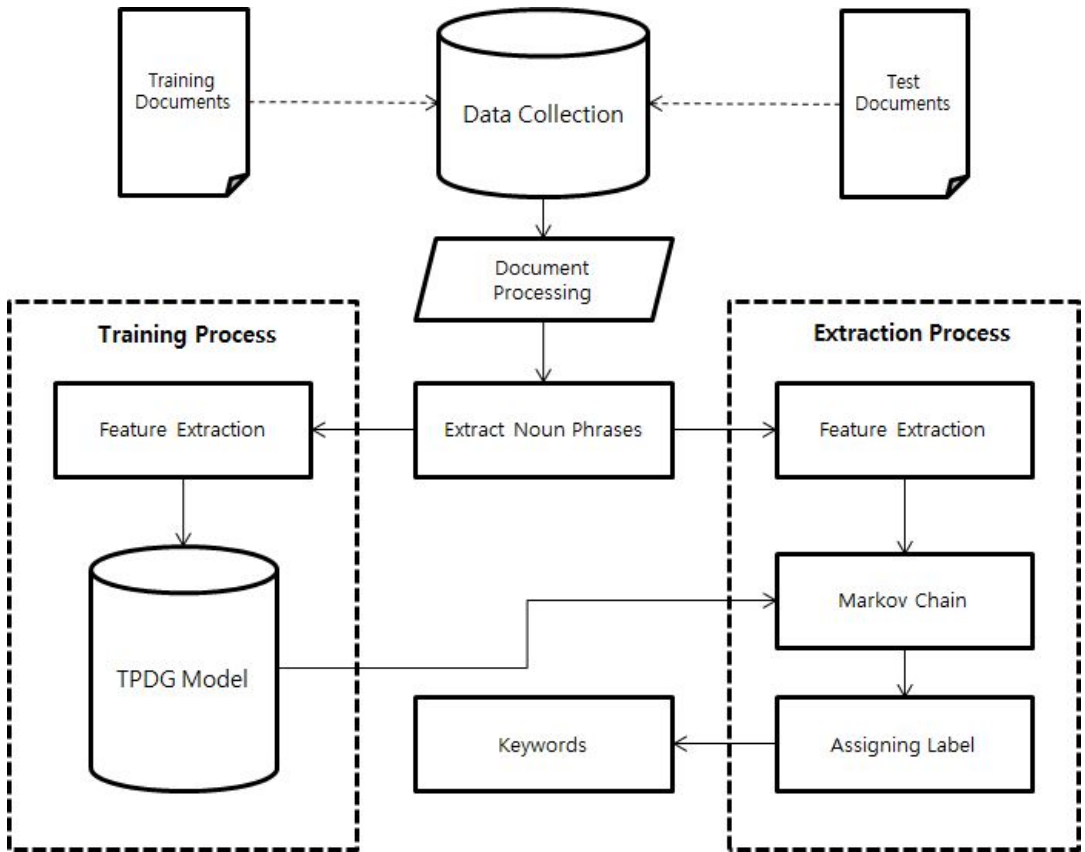 Training
Documents
Data Collection
Test
Documents
Document
Processing
Training Process
Extraction Process
Feature Extraction
Extract Noun Phrases
Feature Extraction
Markov Chain
TPDG Model
Keywords
Assigning Label